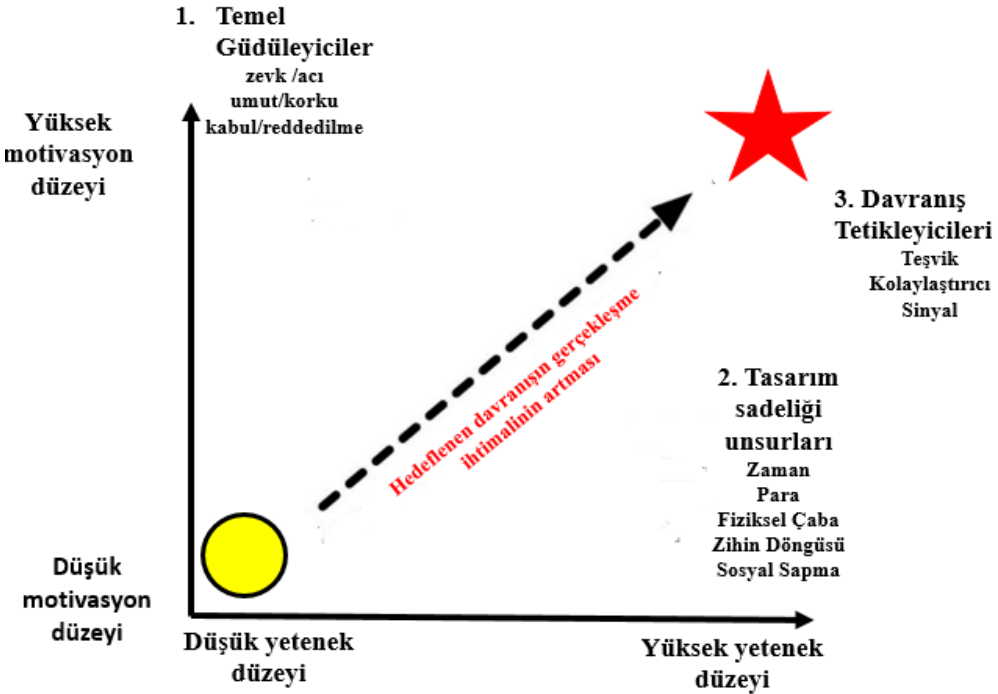 1. Temel
Güdüleyiciler
zevk /acı
umut/korku
kabul/reddedilme
Yüksek
motivasyon
düzeyi
3. Davranış
Tetikleyicileri
Teşvik
Kolaylaştırıcı
Sinyal
Hedeflenen davranışın gerçekleşme
ihtimalinin artması
2. Tasarım
sadeliği
unsurları
Zaman
Para
Fiziksel Çaba
Zihin Döngüsü
Sosyal Sapma
Düşük
motivasyon
düzeyi
Düşük yetenek
düzeyi
Yüksek yetenek
düzeyi